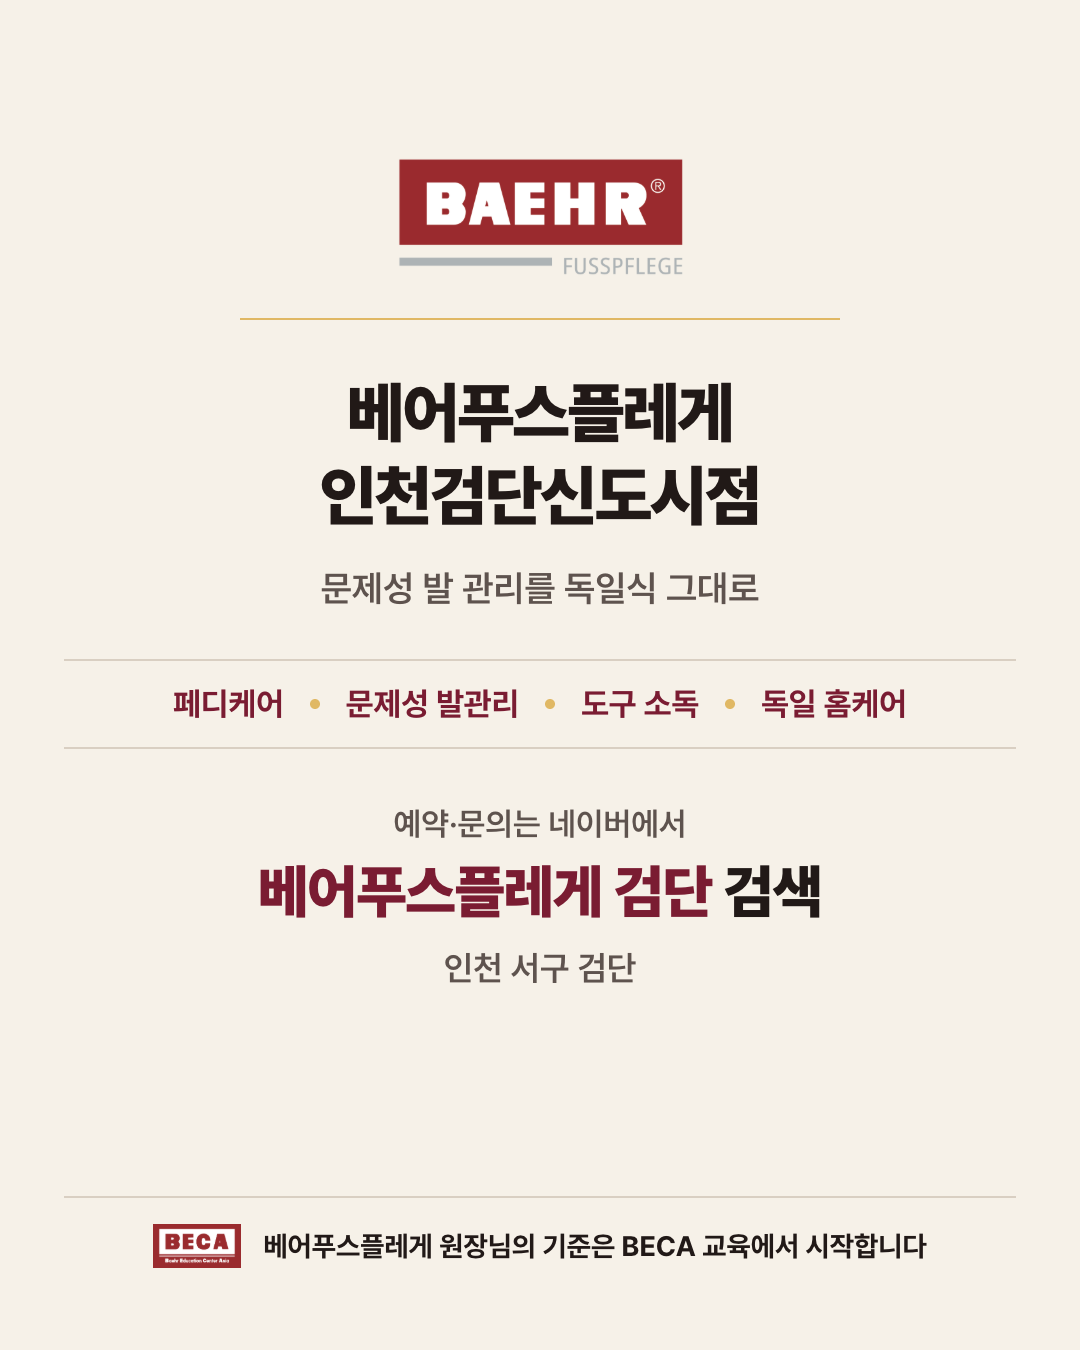 BAEHR®
FUSSPFLEGE
베어푸스플레게
인천검단신도시점
문제성 발 관리를 독일식 그대로
페디케어 • 문제성 발관리 • 도구 소독 • 독일 홈케어
예약·문의는 네이버에서
베어푸스플레게 검단 검색
인천 서구 검단
BECA
Baehr Education Center Asia
베어푸스플레게 원장님의 기준은 BECA 교육에서 시작합니다